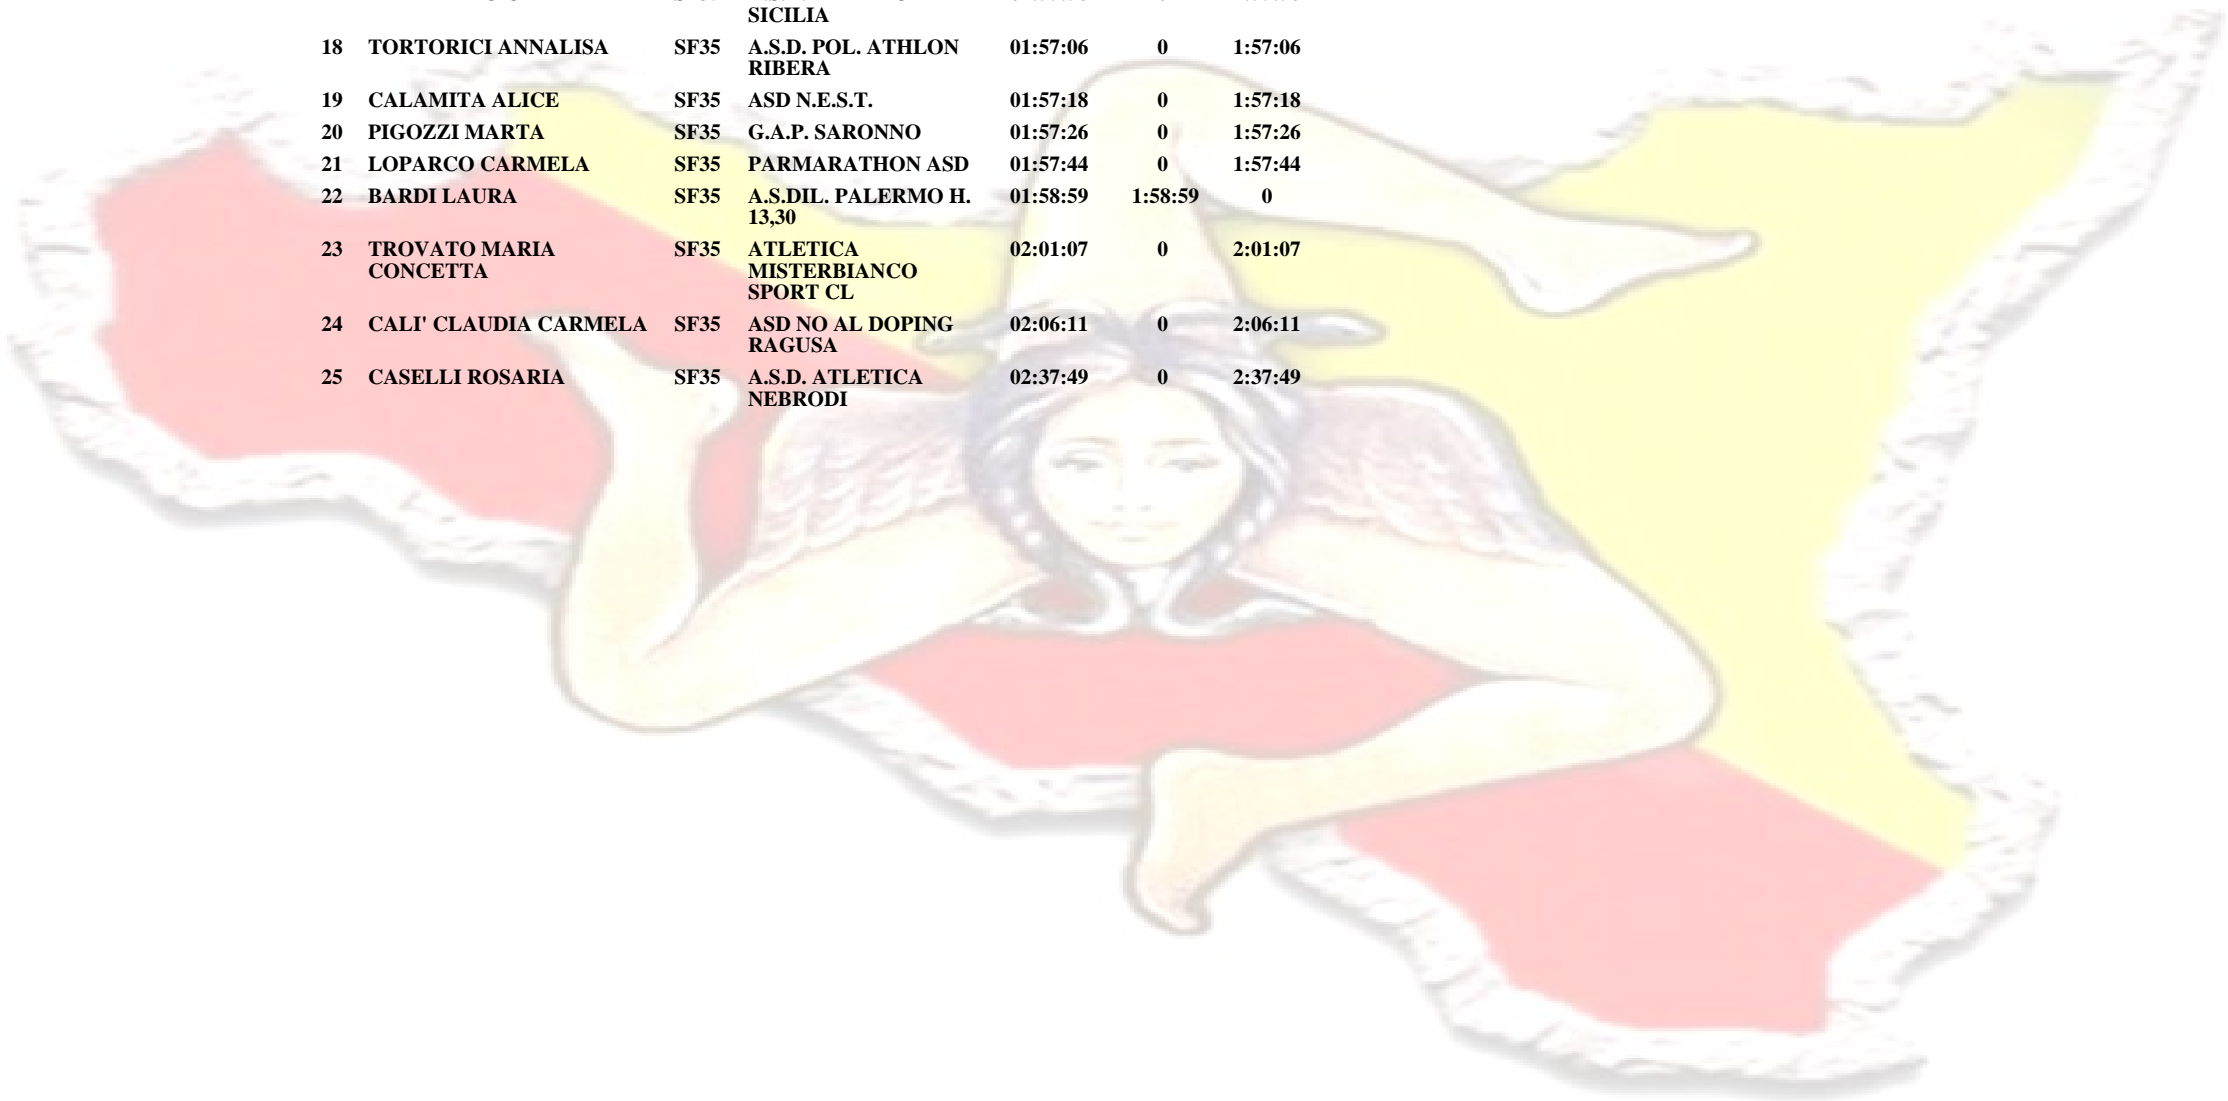 SICILIA
18 TORTORICI ANNALISA SF35 A.S.D. POL. ATHLON 01:57:06 0 1:57:06
RIBERA
19 CALAMITA ALICE SF35 ASD N.E.S.T. 01:57:18 0 1:57:18
20 PIGOZZI MARTA SF35 G.A.P. SARONNO 01:57:26 0 1:57:26
21 LOPARCO CARMELA SF35 PARMARATHON ASD 01:57:44 0 1:57:44
22 BARDI LAURA SF35 A.S.DIL. PALERMO H. 01:58:59 1:58:59 0
13,30
23 TROVATO MARIA SF35 ATLETICA 02:01:07 0 2:01:07
CONCETTA MISTERBIANCO
SPORT CL
24 CALI' CLAUDIA CARMELA SF35 ASD NO AL DOPING 02:06:11 0 2:06:11
RAGUSA
25 CASELLI ROSARIA SF35 A.S.D. ATLETICA 02:37:49 0 2:37:49
NEBRODI